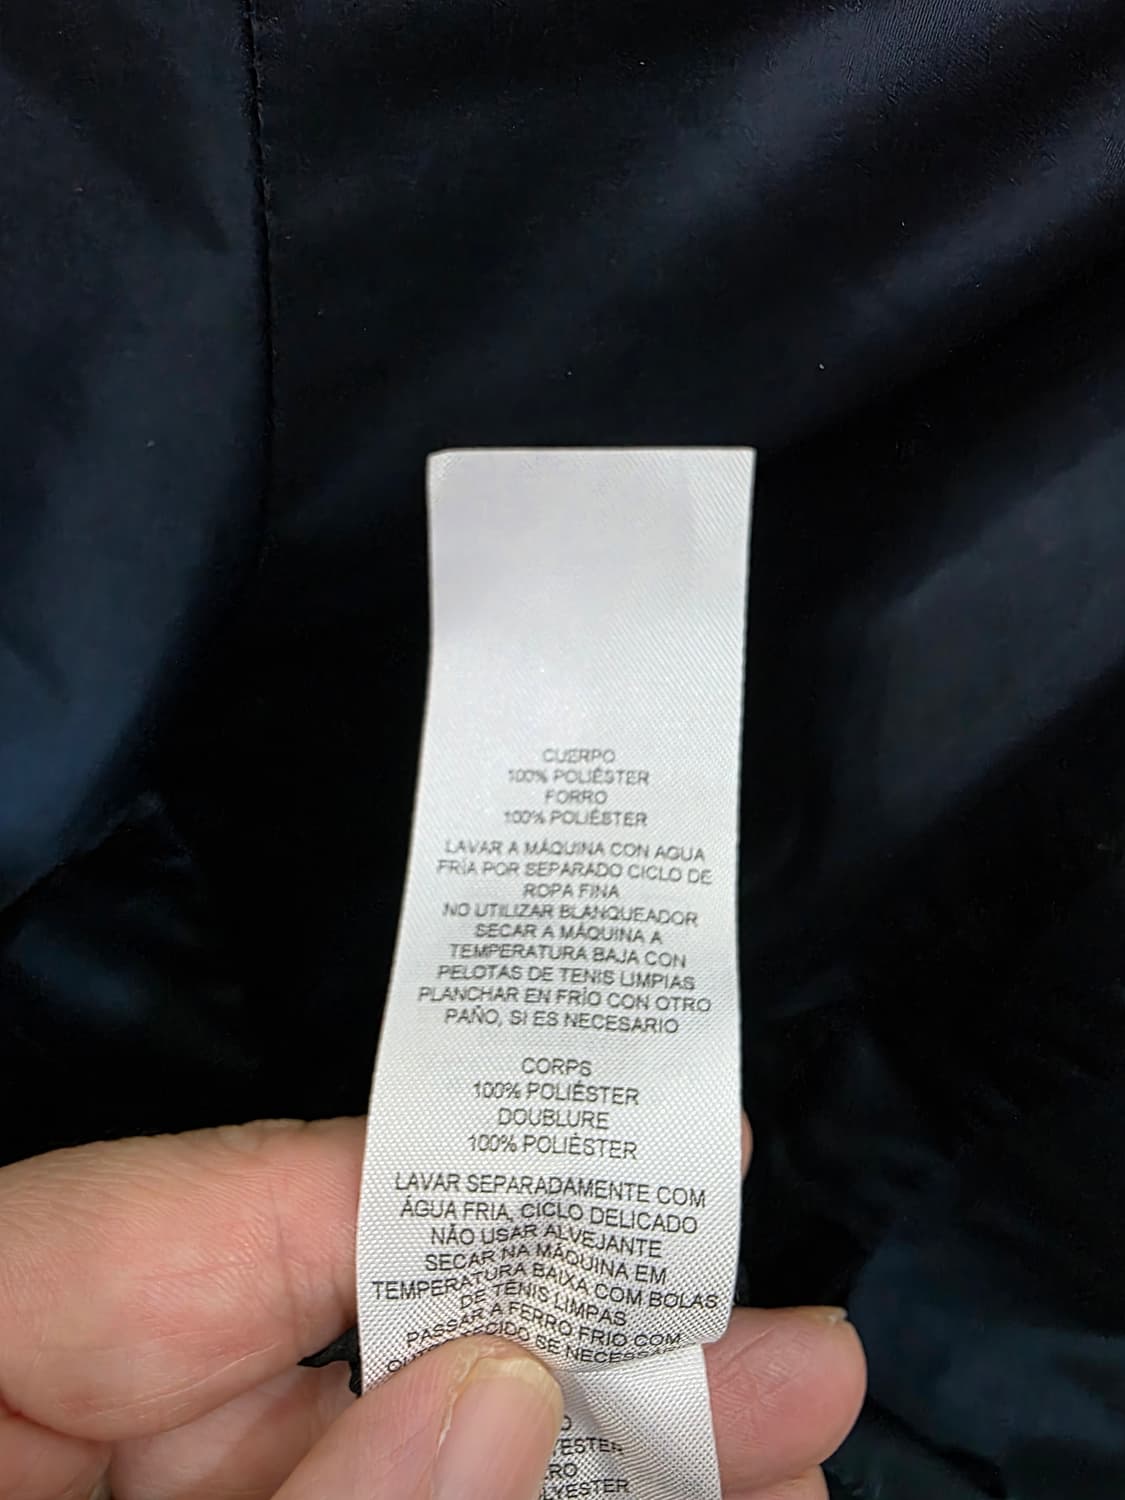 CUERPO
100% POLIÉSTER
FORRO
100% POLIÉSTER
LAVAR A MÁQUINA CON AGUA
FRÍA POR SEPARADO CICLO DE
ROPA FINA
NO UTILIZAR BLANQUEADOR
SECAR A MÁQUINA A
TEMPERATURA BAJA CON
PELOTAS DE TENIS LIMPIAS
PLANCHAR EN FRÍO CON OTRO
PAÑO, SI ES NECESARIO
CORPS
100% POLIÉSTER
DOUBLURE
100% POLIÉSTER
LAVAR SEPARADAMENTE COM
ÁGUA FRIA, CICLO DELICADO
NÃO USAR ALVEJANTE
SECAR NA MÁQUINA EM
TEMPERATURA BAIXA COM BOLAS
DE TENIS LIMPAS
PASSAR A FERRO FRIO COM
SE